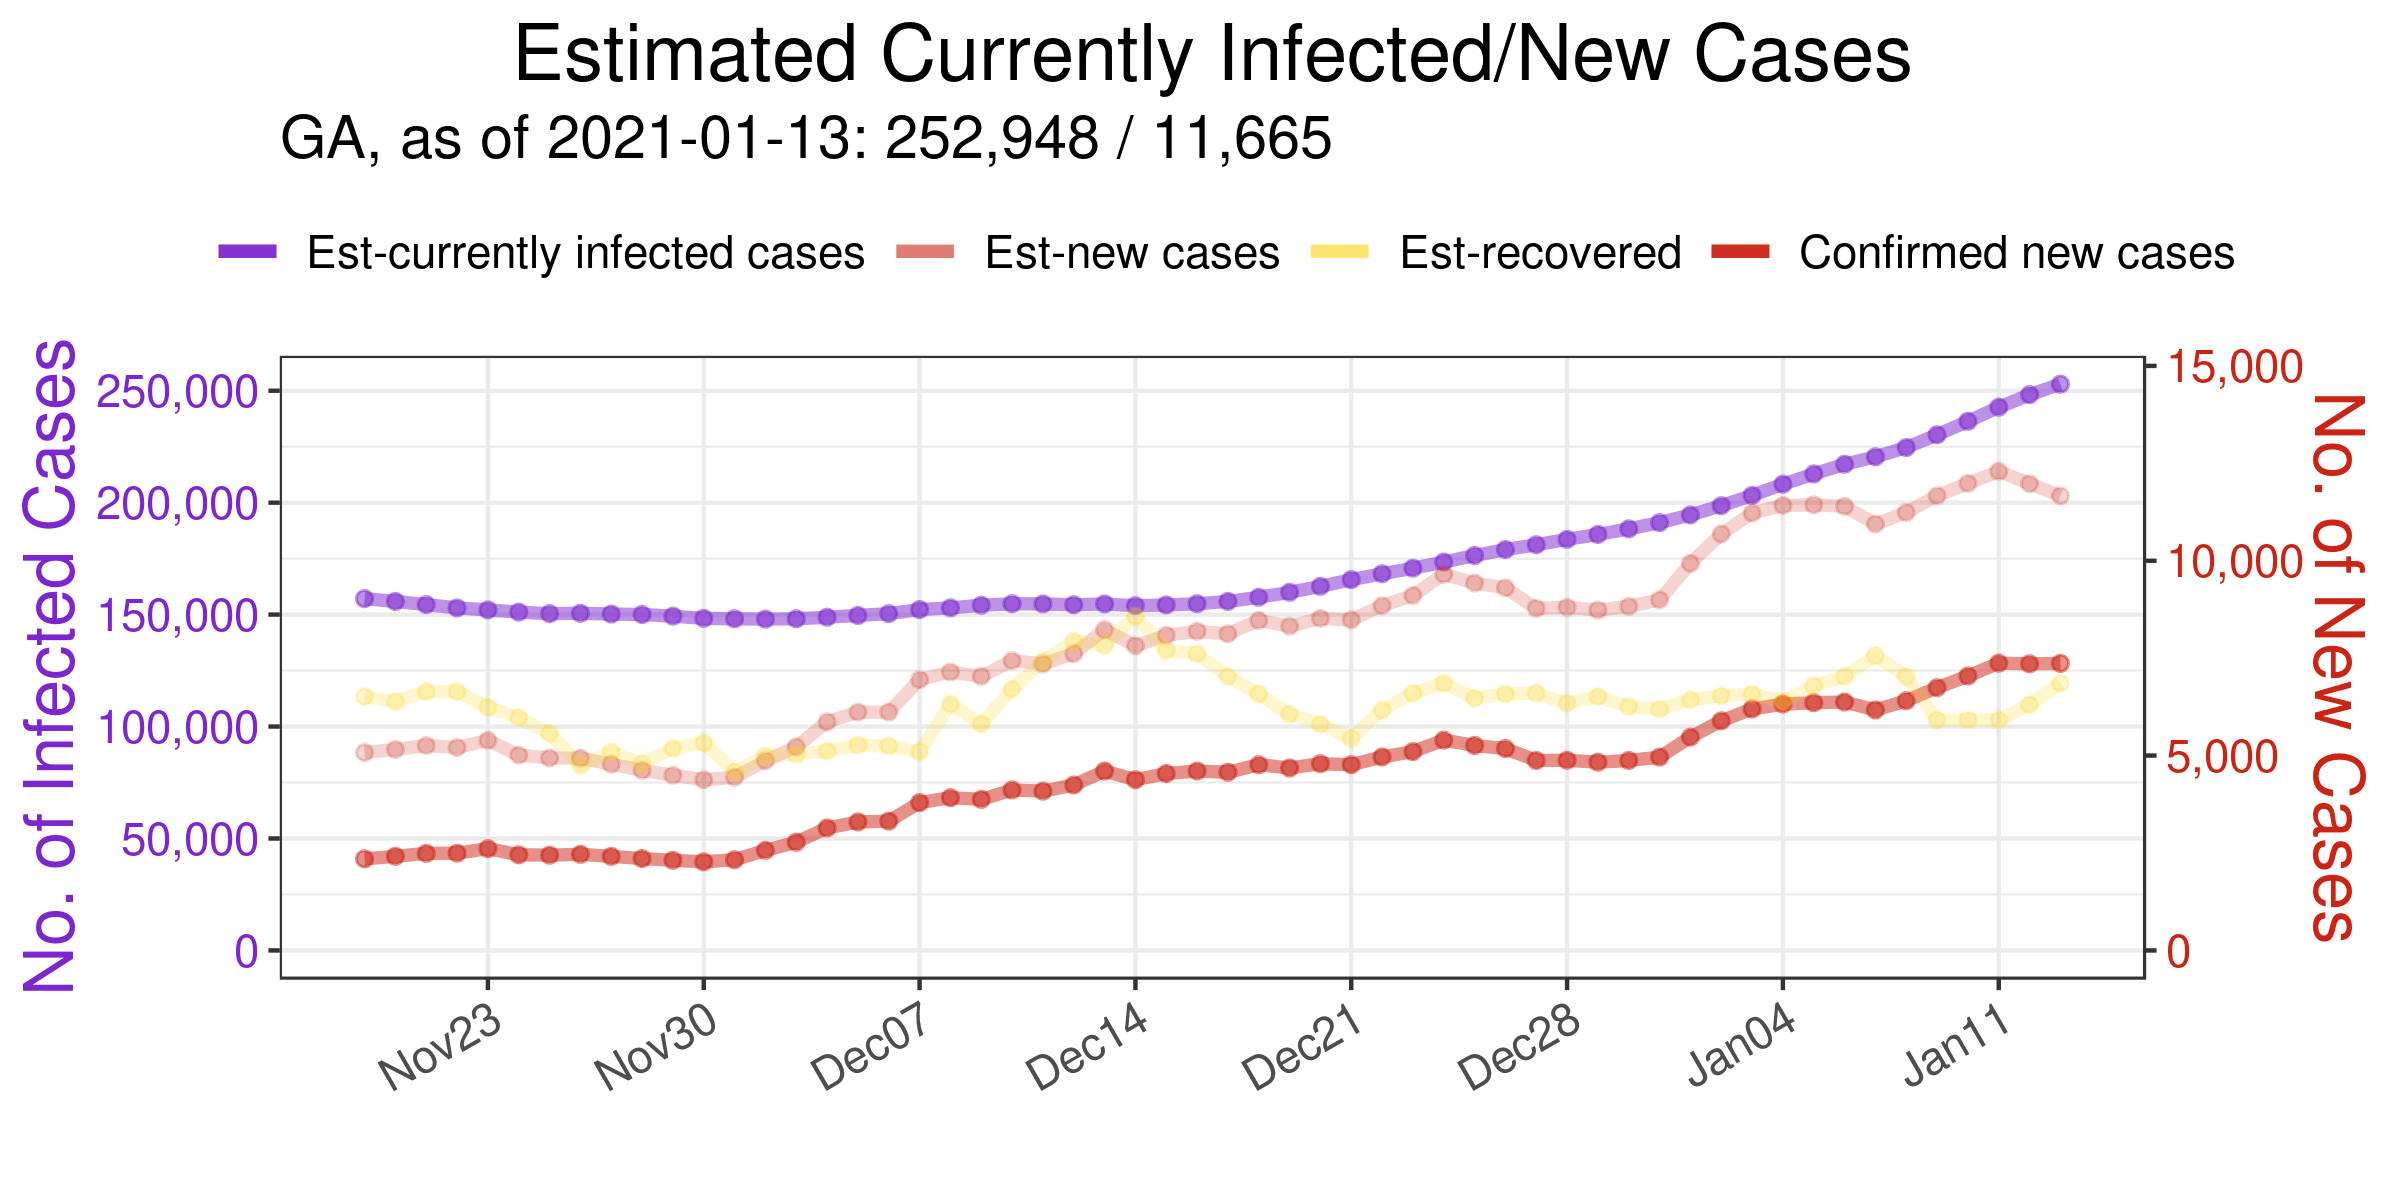 Estimated Currently Infected/New Cases
GA, as of 2021-01-13: 252,948 / 11,665
Est-currently infected cases Est-new cases Est-recovered Confirmed new cases
No. of Infected Cases
250,000
200,000
150,000
100,000
50,000
0
15,000
10,000
5,000
0
No. of New Cases
Nov23 Nov30 Dec07 Dec14 Dec21 Dec28 Jan04 Jan11